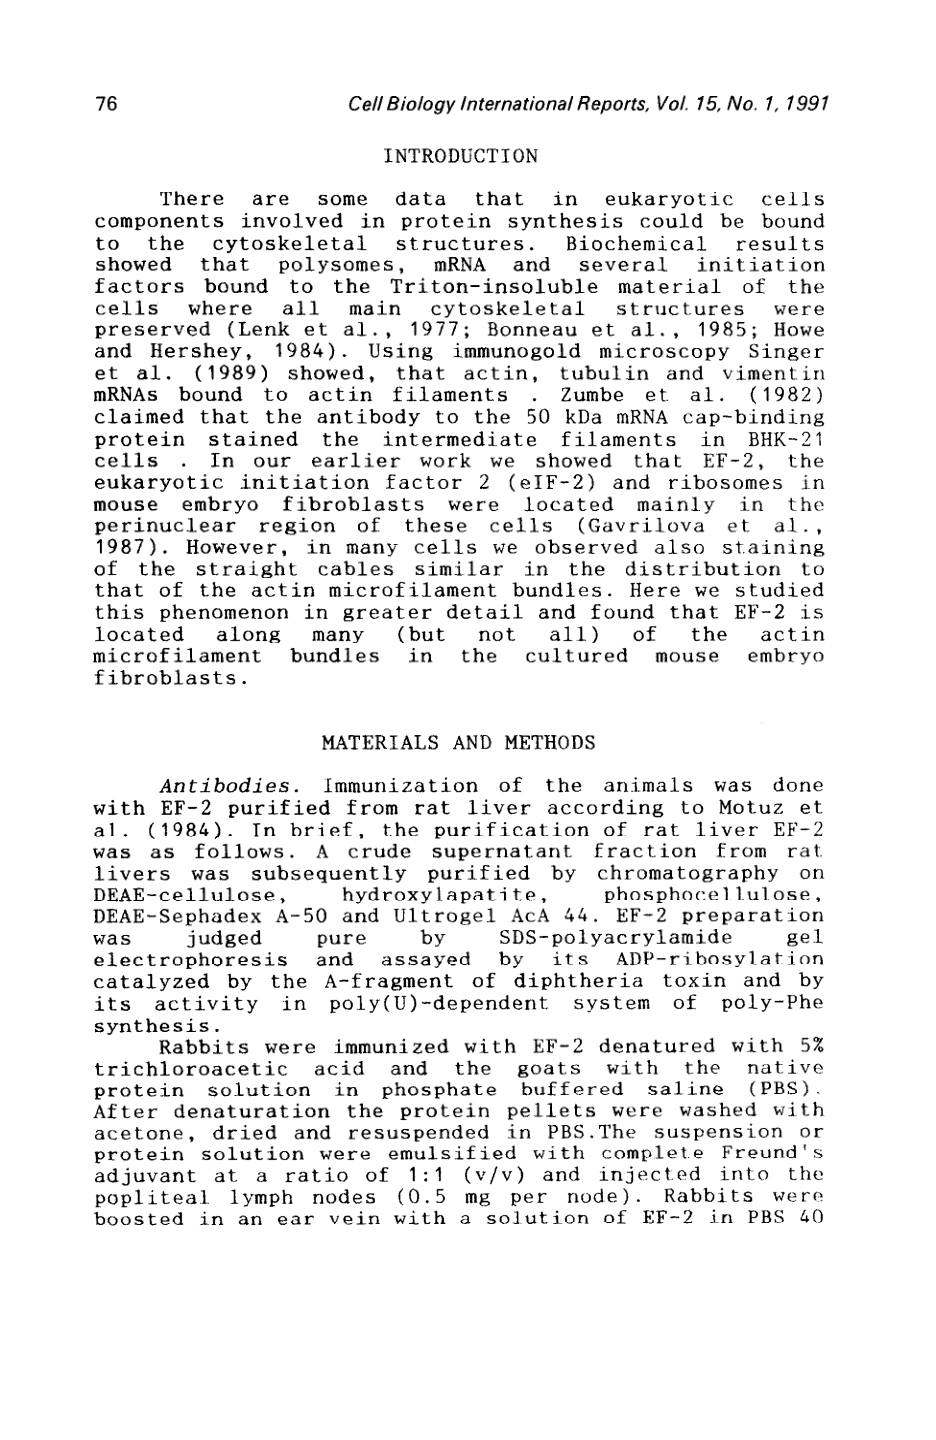 76 Cell Biology International Reports, Vol. 15, No. 1, 1991
INTRODUCTION
There are some data that in eukaryotic cells
components involved in protein synthesis could be bound
to the cytoskeletal structures. Biochemical results
showed that polysomes, mRNA and several initiation
factors bound to the Triton-insoluble material of the
cells where all main cytoskeletal structures were
preserved (Lenk et al., 1977; Bonneau et al., 1985; Howe
and Hershey, 1984). Using immunogold microscopy Singer
et al. (1989) showed, that actin, tubulin and vimentin
mRNAs bound to actin filaments . Zumbe et al. (1982)
claimed that the antibody to the 50 kDa mRNA cap-binding
protein stained the intermediate filaments in BHK-21
cells . In our earlier work we showed that EF-2, the
eukaryotic initiation factor 2 (eIF-2) and ribosomes in
mouse embryo fibroblasts were located mainly in the
perinuclear region of these cells (Gavrilova et al.,
1987). However, in many cells we observed also staining
of the straight cables similar in the distribution to
that of the actin microfilament bundles. Here we studied
this phenomenon in greater detail and found that EF-2 is
located along many (but not all) of the actin
microfilament bundles in the cultured mouse embryo
fibroblasts.
MATERIALS AND METHODS
Antibodies. Immunization of the animals was done
with EF-2 purified from rat liver according to Motuz et
al. (1984). In brief, the purification of rat liver EF-2
was as follows. A crude supernatant fraction from rat
livers was subsequently purified by chromatography on
DEAE-cellulose, hydroxylapatite, phosphocellulose,
DEAE-Sephadex A-50 and Ultrogel AcA 44. EF-2 preparation
was judged pure by SDS-polyacrylamide gel
electrophoresis and assayed by its ADP-ribosylation
catalyzed by the A-fragment of diphtheria toxin and by
its activity in poly(U)-dependent system of poly-Phe
synthesis.
Rabbits were immunized with EF-2 denatured with 5%
trichloroacetic acid and the goats with the native
protein solution in phosphate buffered saline (PBS).
After denaturation the protein pellets were washed with
acetone, dried and resuspended in PBS.The suspension or
protein solution were emulsified with complete Freund's
adjuvant at a ratio of 1:1 (v/v) and injected into the
popliteal lymph nodes (0.5 mg per node). Rabbits were
boosted in an ear vein with a solution of EF-2 in PBS 40